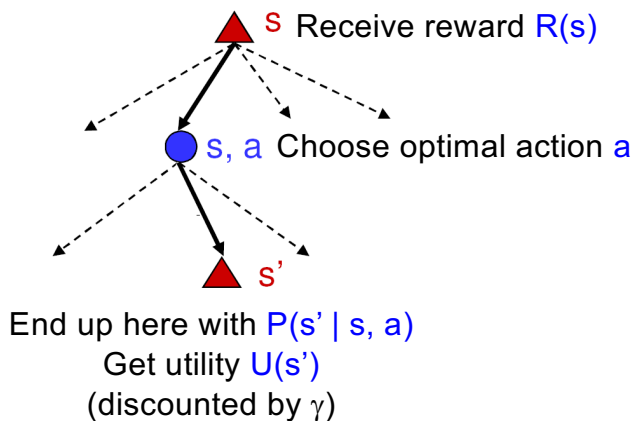 s Receive reward R(s)
s, a Choose optimal action a
s’
End up here with P(s’ | s, a)
Get utility U(s’)
(discounted by γ)